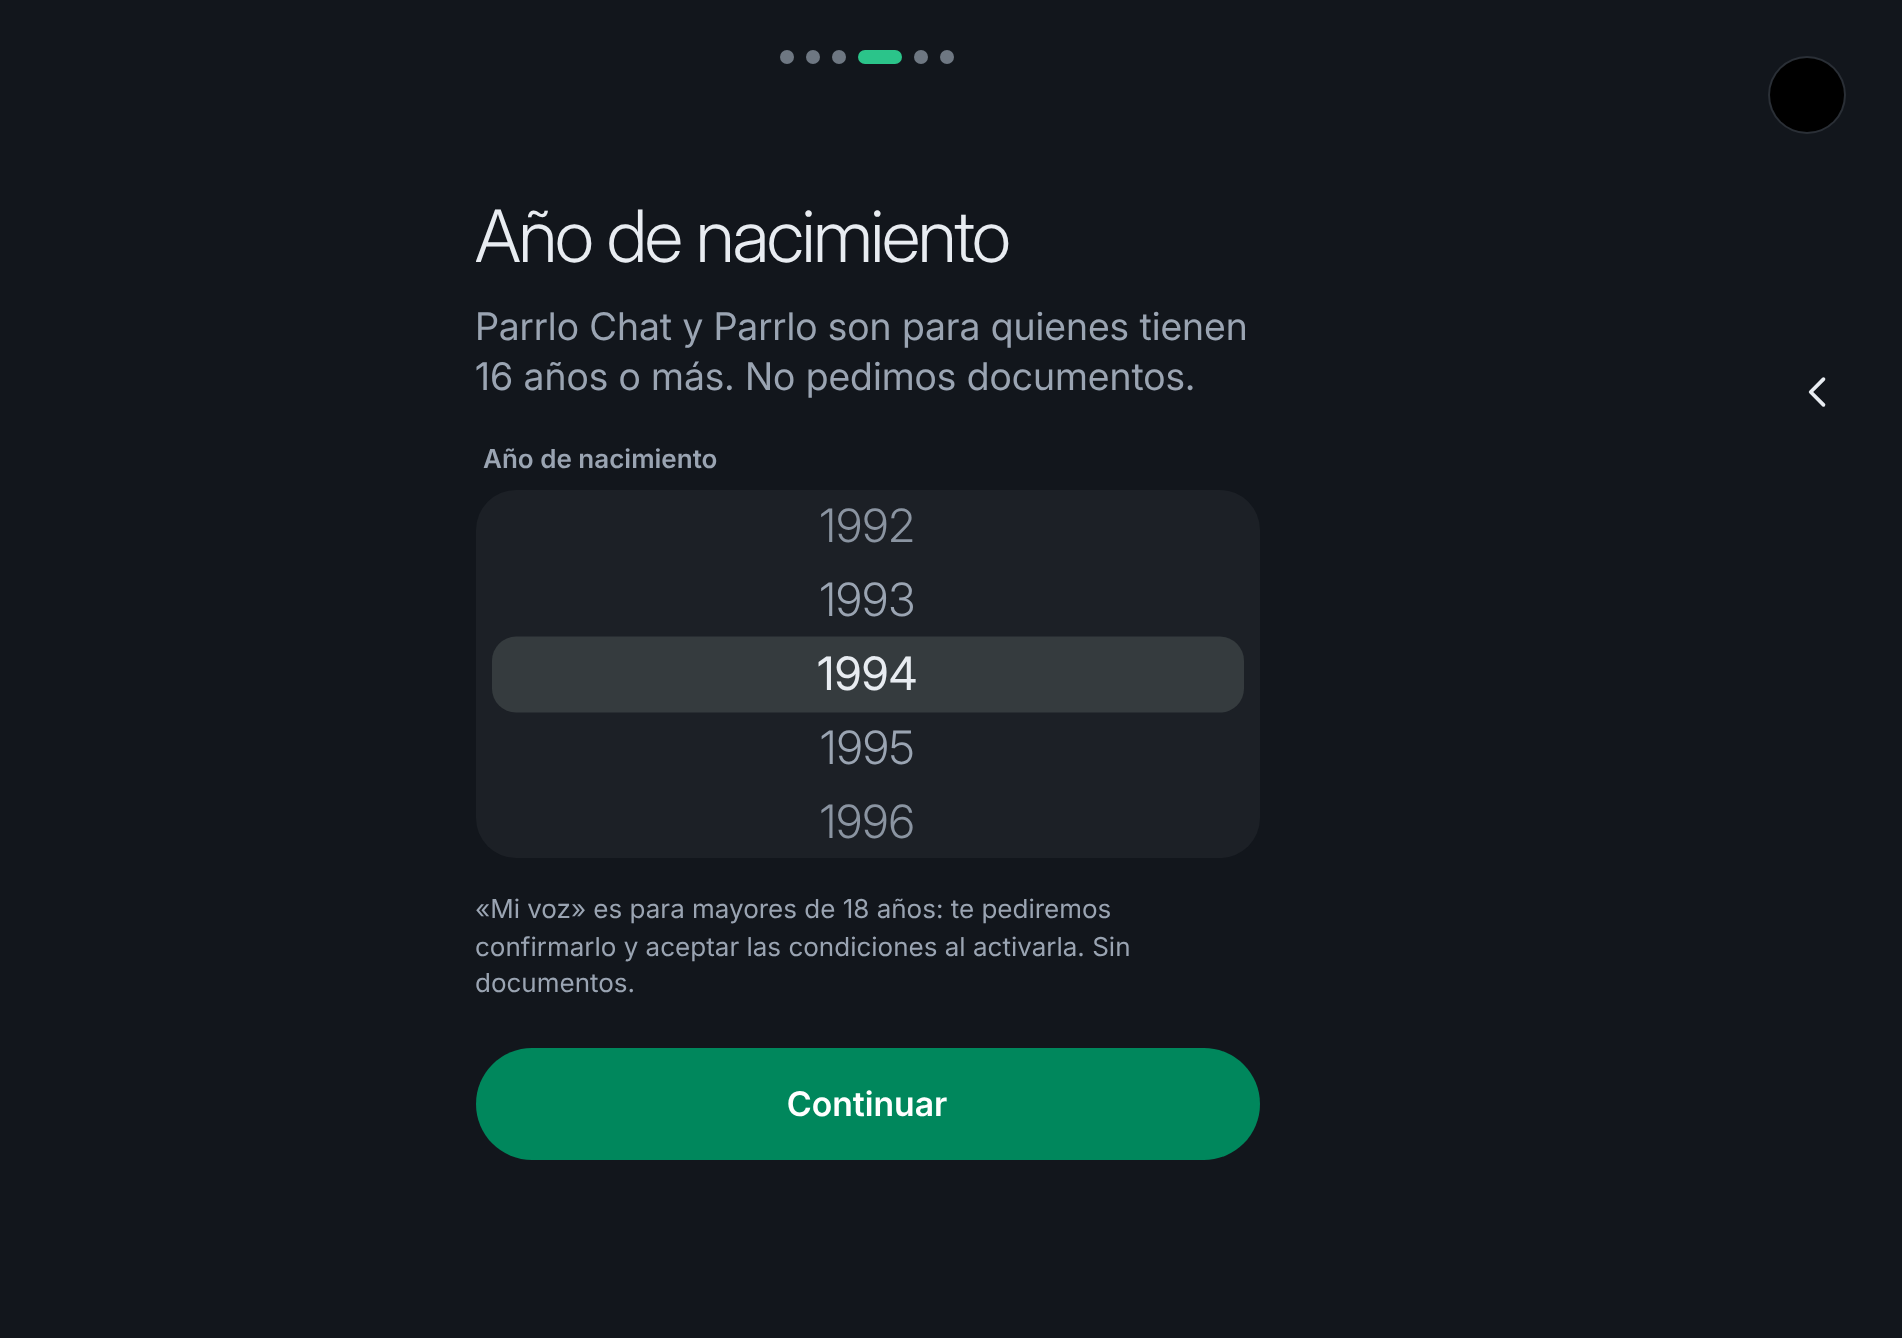 Año de nacimiento
Parrlo Chat y Parrlo son para quienes tienen
16 años o más. No pedimos documentos.
Año de nacimiento
1992
1993
1994
1995
1996
«Mi voz» es para mayores de 18 años: te pediremos
confirmarlo y aceptar las condiciones al activarla. Sin
documentos.
Continuar